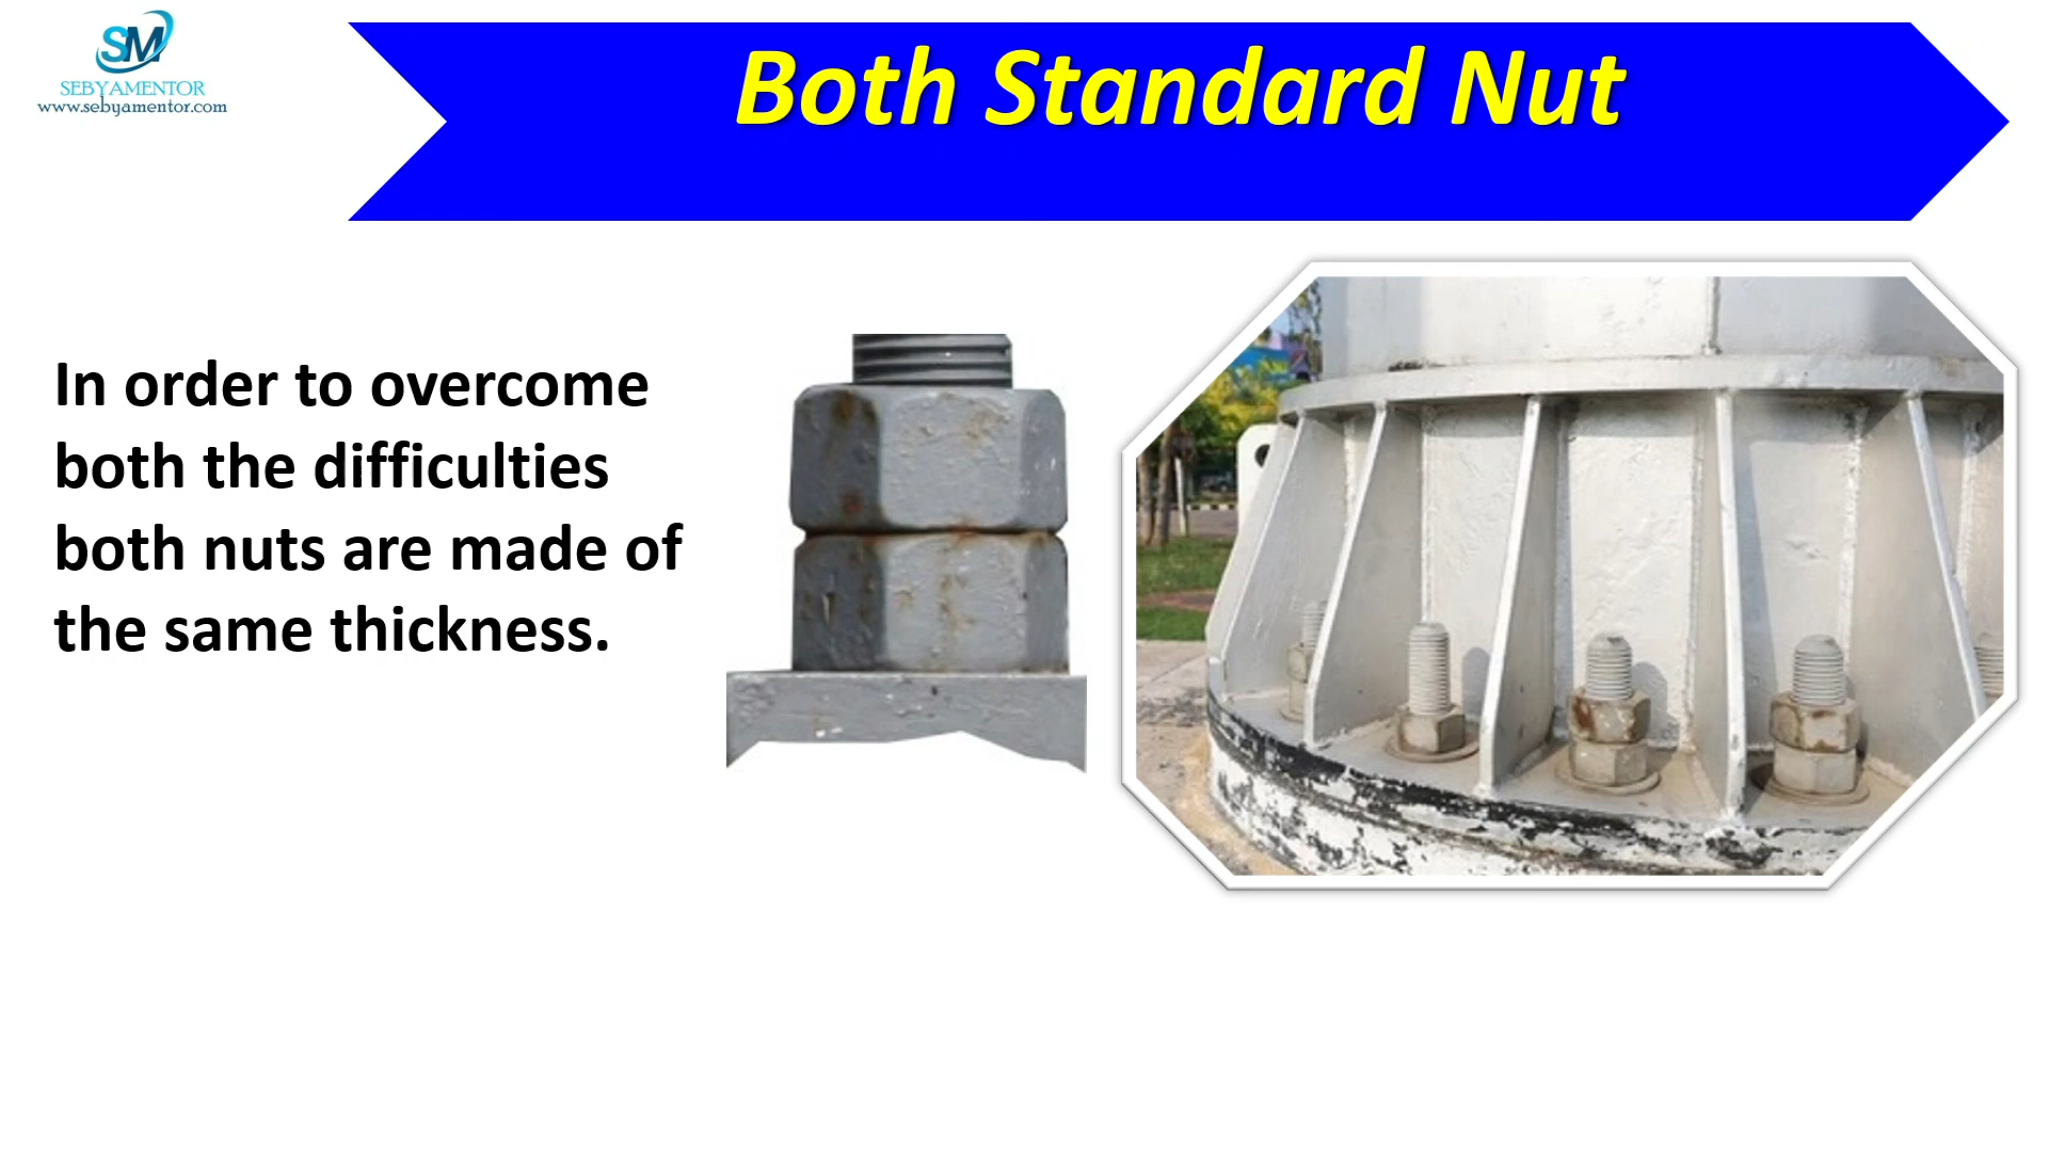 SM
SEBYAMENTOR
www.sebyamentor.com
Both Standard Nut
In order to overcome
both the difficulties
both nuts are made of
the same thickness.